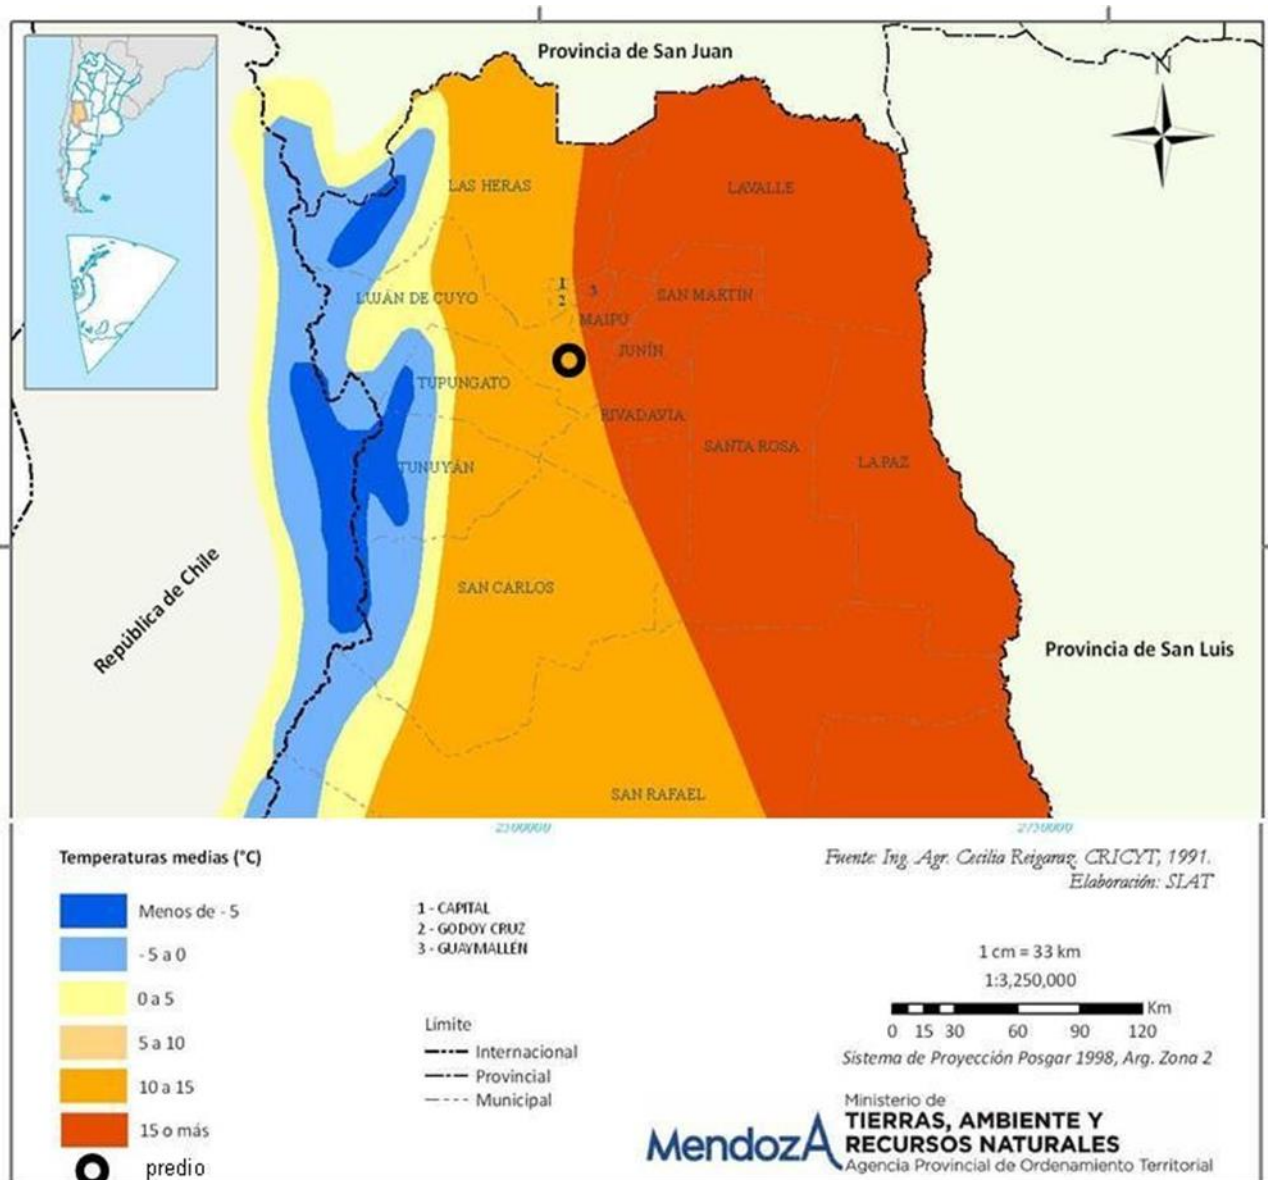 Provincia de San Juan
N
LAS HERAS
LAVALLE
1
2
3
LUJÁN DE CUYO
SAN MARTIN
MAIPÚ
JUNÍN
TUPUNGATO
RIVADAVIA
SANTA ROSA
LA PAZ
TUNUYÁN
República de Chile
SAN CARLOS
Provincia de San Luis
SAN RAFAEL
2500000
2750000
Temperaturas medias (°C)
Menos de - 5
- 5 a 0
0 a 5
5 a 10
10 a 15
15 o más
predio
1 - CAPITAL
2 - GODOY CRUZ
3 - GUAYMALLÉN
Límite
Internacional
Provincial
Municipal
Fuente: Ing. Agr. Cecilia Reigaraz. CRICYT, 1991.
Elaboración: SIAT
1 cm = 33 km
1:3,250,000
Km
0 15 30 60 90 120
Sistema de Proyección Posgar 1998, Arg. Zona 2
MendozA
Ministerio de
TIERRAS, AMBIENTE Y
RECURSOS NATURALES
Agencia Provincial de Ordenamiento Territorial